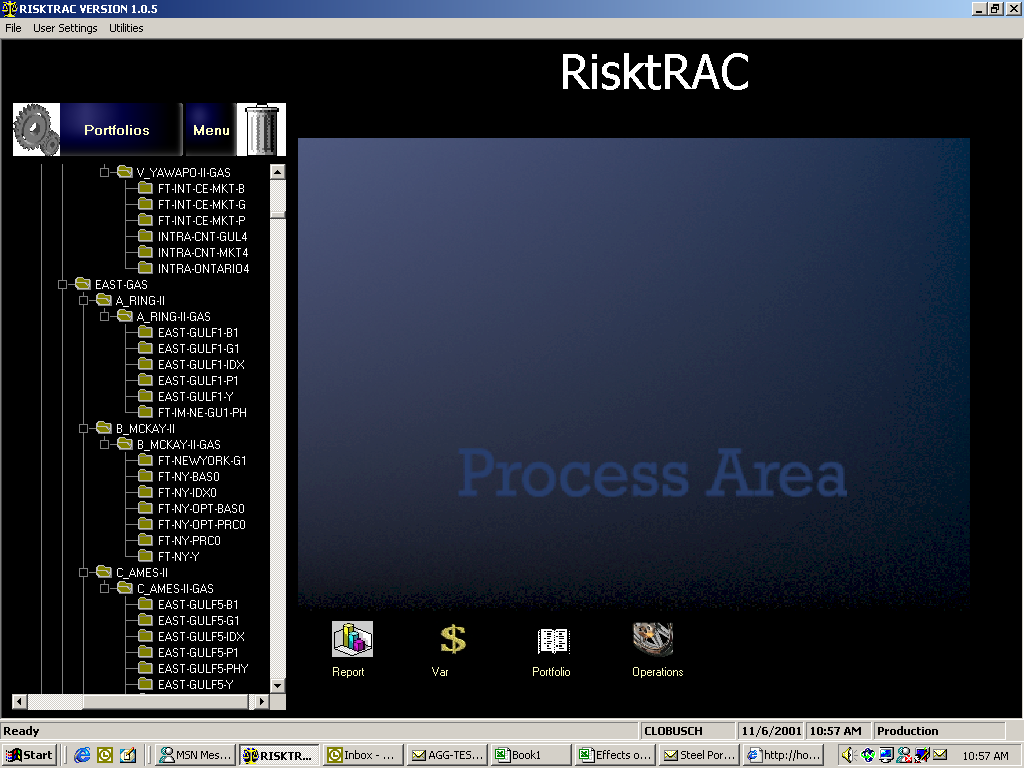 RISKTRAC VERSION 1.0.5
File User Settings Utilities
RisktRAC
Portfolios Menu
V_YAWAPO-II-GAS
FT-INT-CE-MKT-B
FT-INT-CE-MKT-G
FT-INT-CE-MKT-P
INTRA-CNT-GUL4
INTRA-CNT-MKT4
INTRA-ONTARIO4
EAST-GAS
A_RING-II
A_RING-II-GAS
EAST-GULF1-B1
EAST-GULF1-G1
EAST-GULF1-IDX
EAST-GULF1-P1
EAST-GULF1-Y
FT-IM-NE-GU1-PH
B_MCKAY-II
B_MCKAY-II-GAS
FT-NEWYORK-G1
FT-NY-BAS0
FT-NY-IDX0
FT-NY-OPT-BAS0
FT-NY-OPT-PRC0
FT-NY-PRC0
FT-NY-Y
C_AMES-II
C_AMES-II-GAS
EAST-GULF5-B1
EAST-GULF5-G1
EAST-GULF5-IDX
EAST-GULF5-P1
EAST-GULF5-PHY
EAST-GULF5-Y
Process Area
Report Var Portfolio Operations
Ready CLOBUSCH 11/6/2001 10:57 AM Production
Start MSN Mes... RISKTR... Inbox - ... AGG-TES... Book1 Effects o... Steel Por... http://ho... 10:57 AM